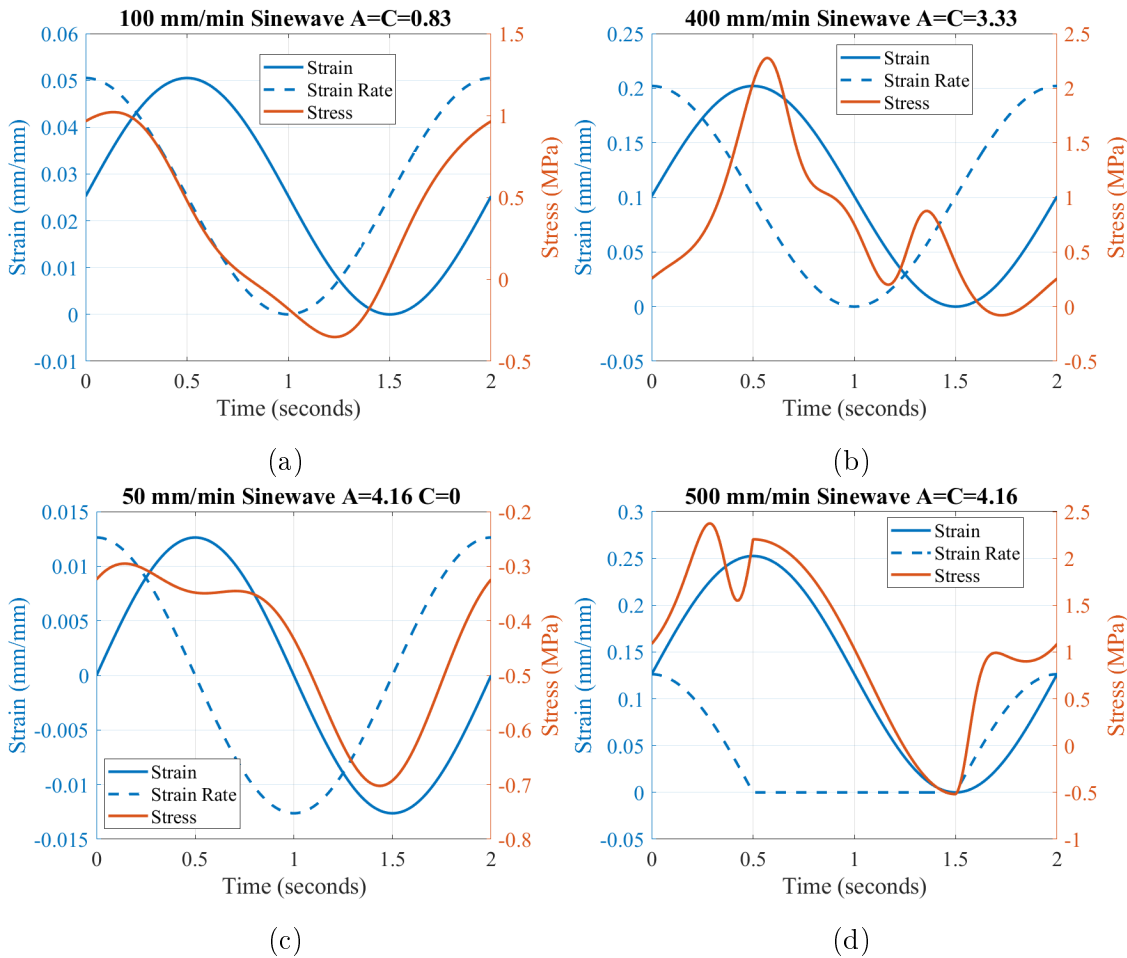 100 mm/min Sinewave A=C=0.83
0.06
0.05
0.04
0.03
0.02
0.01
0
-0.01
Strain (mm/mm)
Strain
Strain Rate
Stress
1.5
1
0.5
0
-0.5
Stress (MPa)
0 0.5 1 1.5 2
Time (seconds)
(a)
400 mm/min Sinewave A=C=3.33
0.25
0.2
0.15
0.1
0.05
0
-0.05
Strain (mm/mm)
Strain
Strain Rate
Stress
2.5
2
1.5
1
0.5
0
-0.5
Stress (MPa)
0 0.5 1 1.5 2
Time (seconds)
(b)
50 mm/min Sinewave A=4.16 C=0
0.015
0.01
0.005
0
-0.005
-0.01
-0.015
Strain (mm/mm)
Strain
Strain Rate
Stress
-0.2
-0.3
-0.4
-0.5
-0.6
-0.7
-0.8
Stress (MPa)
0 0.5 1 1.5 2
Time (seconds)
(c)
500 mm/min Sinewave A=C=4.16
0.3
0.25
0.2
0.15
0.1
0.05
0
-0.05
Strain (mm/mm)
Strain
Strain Rate
Stress
2.5
2
1.5
1
0.5
0
-0.5
-1
Stress (MPa)
0 0.5 1 1.5 2
Time (seconds)
(d)